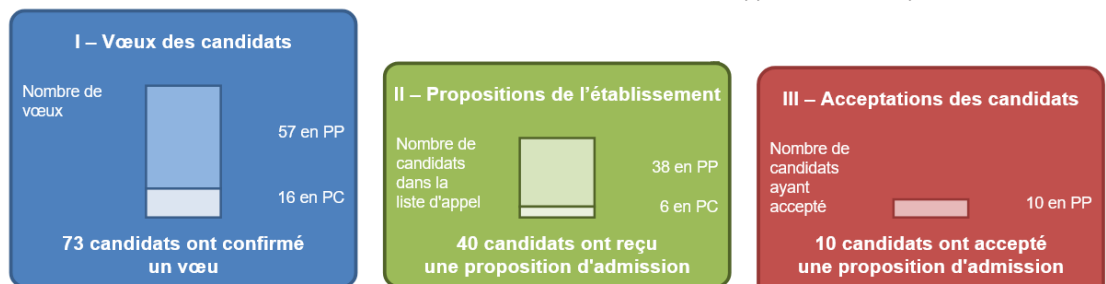 I – Vœux des candidats
Nombre de
vœux
57 en PP
16 en PC
73 candidats ont confirmé
un vœu
II – Propositions de l'établissement
Nombre de
candidats
dans la
liste d'appel
38 en PP
6 en PC
40 candidats ont reçu
une proposition d'admission
III – Acceptations des candidats
Nombre de
candidats
ayant
accepté
10 en PP
10 candidats ont accepté
une proposition d'admission